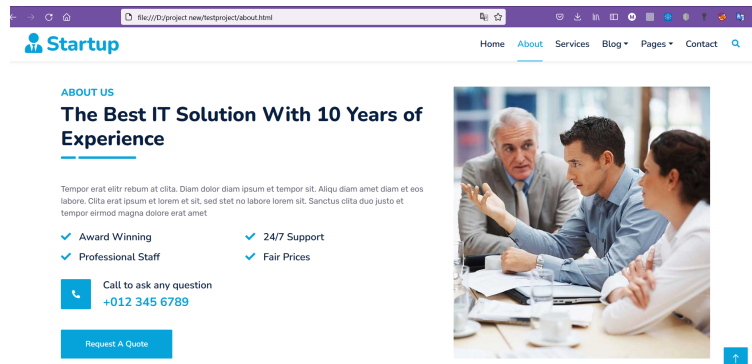 file:///D:/project new/testproject/about.html
Startup
Home About Services Blog Pages Contact
ABOUT US
The Best IT Solution With 10 Years of
Experience
Tempor erat elitr rebum at clita. Diam dolor diam ipsum et tempor sit. Aliqu diam amet diam et eos
labore. Clita erat ipsum et lorem et sit, sed stet no labore lorem sit. Sanctus clita duo justo et
tempor eirmod magna dolore erat amet
Award Winning 24/7 Support
Professional Staff Fair Prices
Call to ask any question
+012 345 6789
Request A Quote